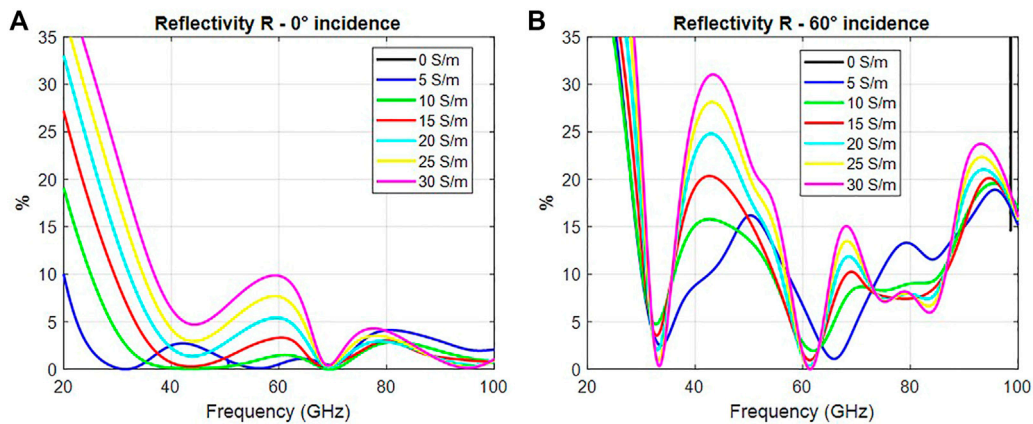 A
Reflectivity R - 0° incidence
35
30
25
20
15
10
5
0
%
0 S/m
5 S/m
10 S/m
15 S/m
20 S/m
25 S/m
30 S/m
20
40
60
80
100
Frequency (GHz)
B
Reflectivity R - 60° incidence
35
30
25
20
15
10
5
0
%
0 S/m
5 S/m
10 S/m
15 S/m
20 S/m
25 S/m
30 S/m
20
40
60
80
100
Frequency (GHz)